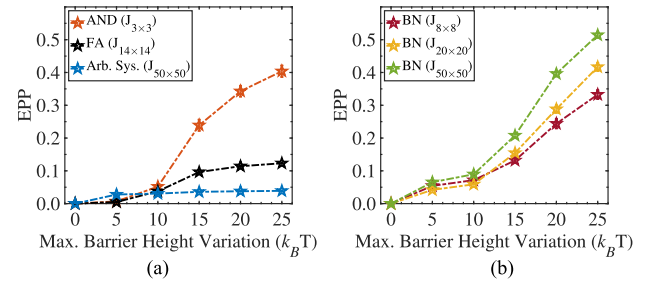 AND (J3×3)
FA (J14×14)
Arb. Sys. (J50×50)
EPP
0.5
0.4
0.3
0.2
0.1
0.0
0 5 10 15 20 25
Max. Barrier Height Variation (kBT)
(a)
BN (J8×8)
BN (J20×20)
BN (J50×50)
EPP
0.5
0.4
0.3
0.2
0.1
0.0
0 5 10 15 20 25
Max. Barrier Height Variation (kBT)
(b)